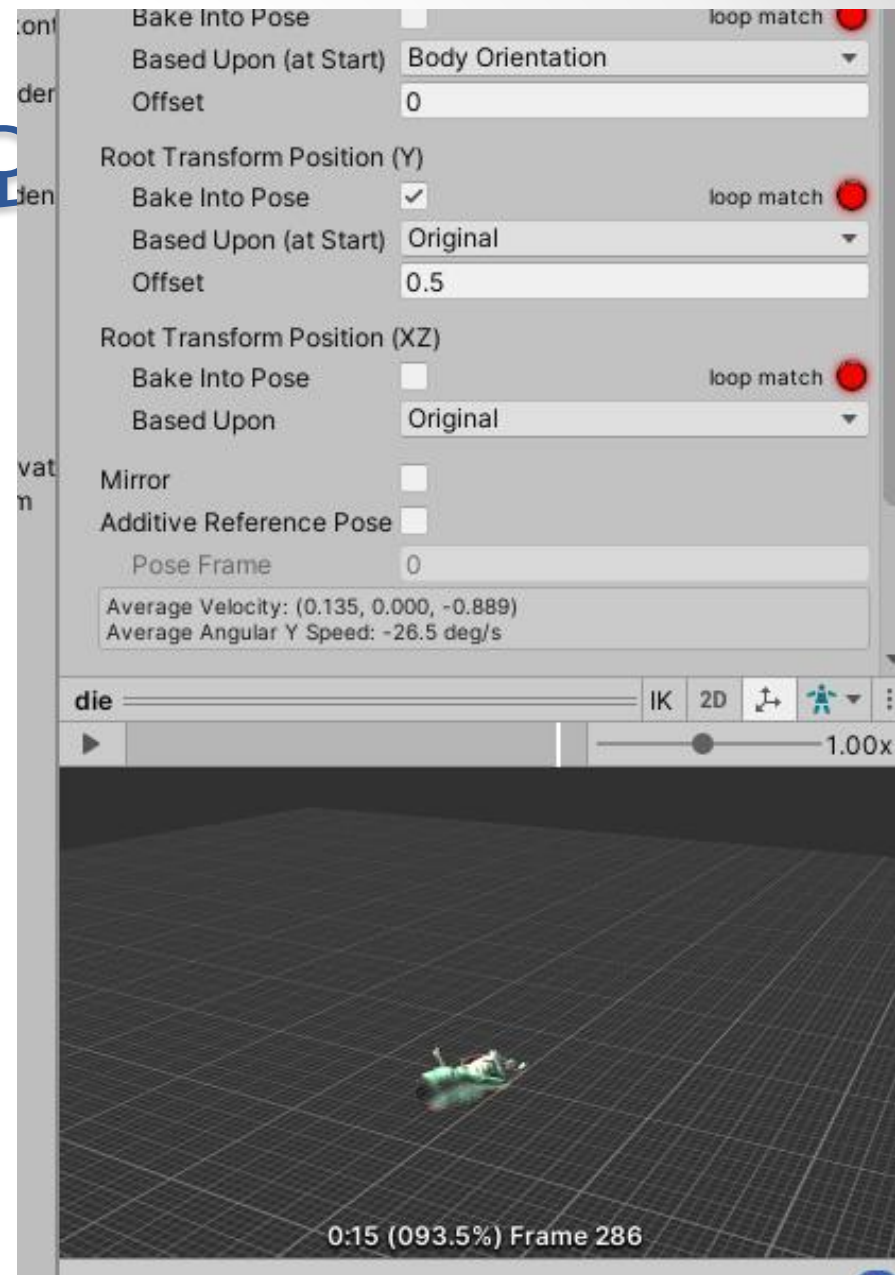 Bake Into Pose loop match
Based Upon (at Start) Body Orientation
der
Offset 0
Root Transform Position (Y)
den
Bake Into Pose loop match
Based Upon (at Start) Original
Offset 0.5
Root Transform Position (XZ)
Bake Into Pose loop match
Based Upon Original
vat
Mirror
Additive Reference Pose
Pose Frame 0
Average Velocity: (0.135, 0.000, -0.889)
Average Angular Y Speed: -26.5 deg/s
die IK 2D
1.00x
0:15 (093.5%) Frame 286